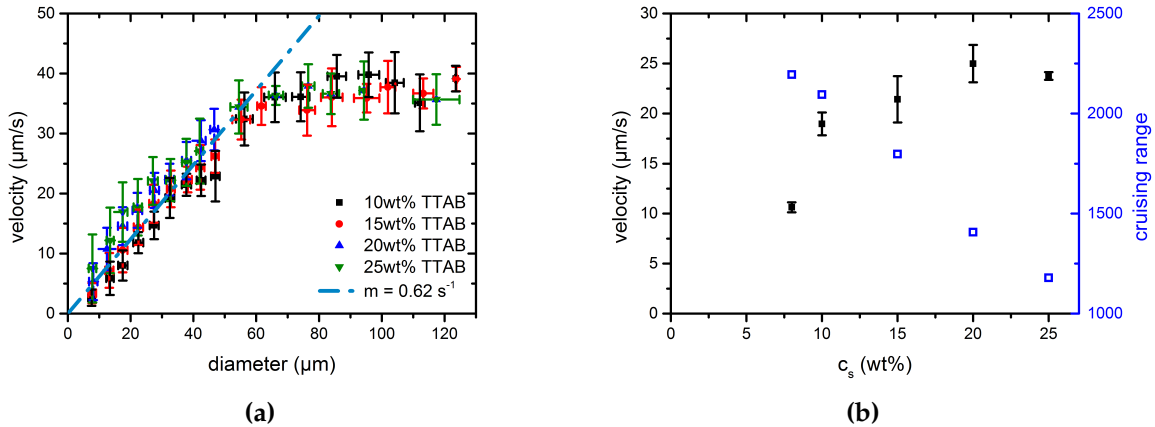 50
40
30
20
10
0
velocity (µm/s)
0 20 40 60 80 100 120
diameter (µm)
10wt% TTAB
15wt% TTAB
20wt% TTAB
25wt% TTAB
m = 0.62 s⁻¹
(a)
30
25
20
15
10
5
0
velocity (µm/s)
0 5 10 15 20 25
cₛ (wt%)
2500
2000
1500
1000
cruising range
(b)